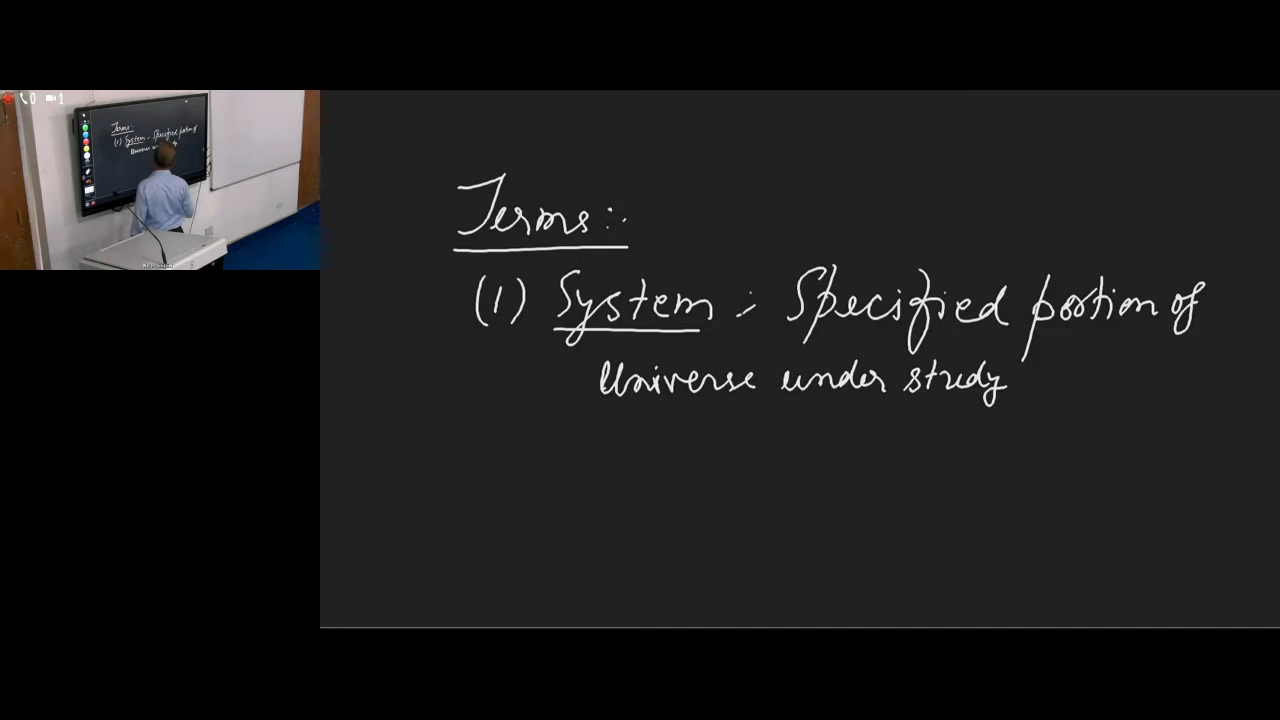 Terms:-
(1) System :- Specified portion of
Universe under study